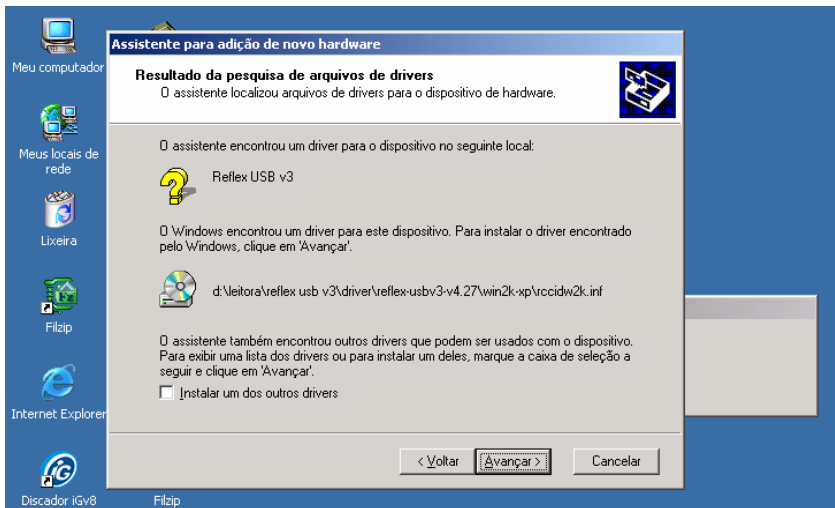 Meu computador
Meus locais de
rede
Lixeira
Filzip
Internet Explorer
Discador iGv8
Filzip
Assistente para adição de novo hardware
Resultado da pesquisa de arquivos de drivers
O assistente localizou arquivos de drivers para o dispositivo de hardware.
O assistente encontrou um driver para o dispositivo no seguinte local:
Reflex USB v3
O Windows encontrou um driver para este dispositivo. Para instalar o driver encontrado
pelo Windows, clique em 'Avançar'.
d:\leitora\reflex usb v3\driver\reflex-usbv3-v4.27\win2k-xp\rccidw2k.inf
O assistente também encontrou outros drivers que podem ser usados com o dispositivo.
Para exibir uma lista dos drivers ou para instalar um deles, marque a caixa de seleção a
seguir e clique em 'Avançar'.
Instalar um dos outros drivers
< Voltar
Avançar >
Cancelar